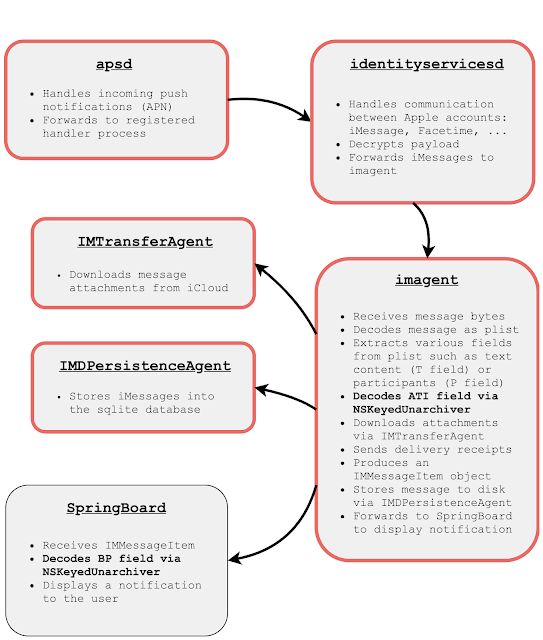 apsd
• Handles incoming push
notifications (APN)
• Forwards to registered
handler process
identityservicesd
• Handles communication
between Apple accounts:
iMessage, Facetime, ...
• Decrypts payload
• Forwards iMessages to
imagent
IMTransferAgent
• Downloads message
attachments from iCloud
IMDPersistenceAgent
• Stores iMessages into
the sqlite database
imagent
• Receives message bytes
• Decodes message as plist
• Extracts various fields
from plist such as text
content (T field) or
participants (P field)
• Decodes ATI field via
NSKeyedUnarchiver
• Downloads attachments
via IMTransferAgent
• Sends delivery receipts
• Produces an
IMMessageItem object
• Stores message to disk
via IMDPersistenceAgent
• Forwards to SpringBoard
to display notification
SpringBoard
• Receives IMMessageItem
• Decodes BP field via
NSKeyedUnarchiver
• Displays a notification
to the user